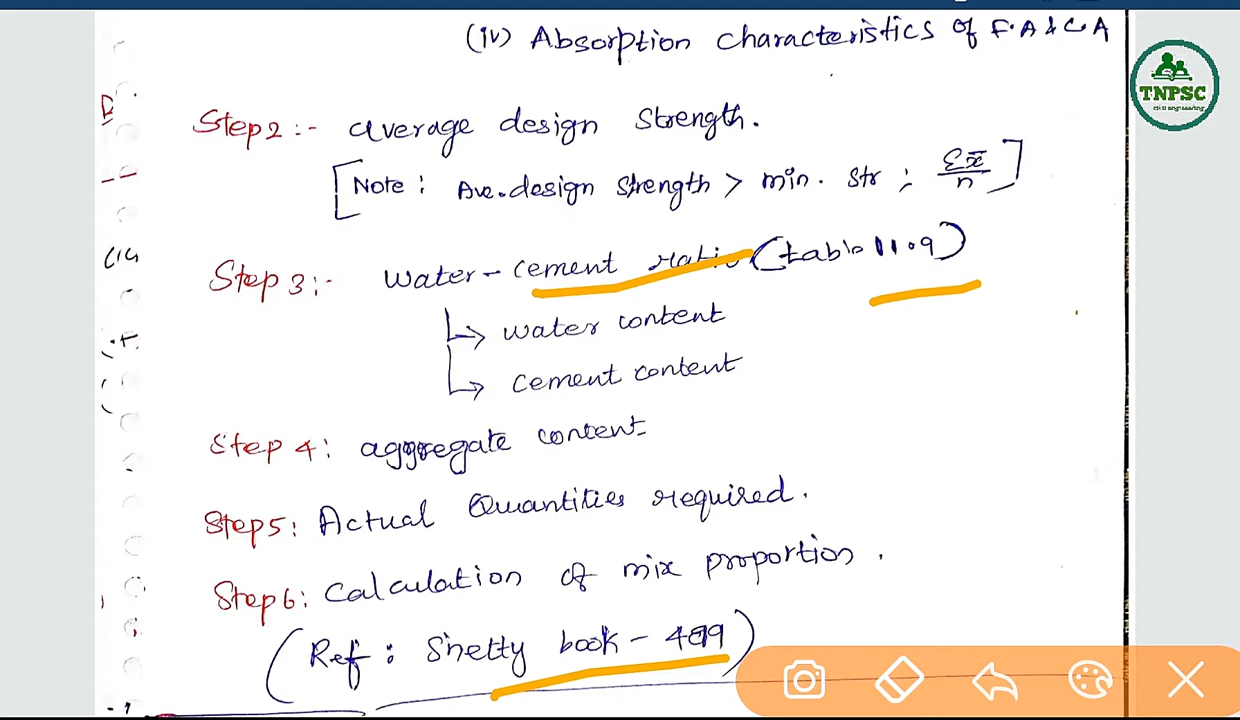 (iv) Absorption characteristics of F.A & C.A
TNPSC
civil engineering
Step 2:- average design strength.
[Note: Ave. design strength > min. str ; Σx̄/n]
Step 3:- water-cement ratio (table 11.9)
↳ water content
↳ cement content
Step 4: aggregate content
Step 5: Actual Quantities required.
Step 6: Calculation of mix proportion.
(Ref: Shetty book -